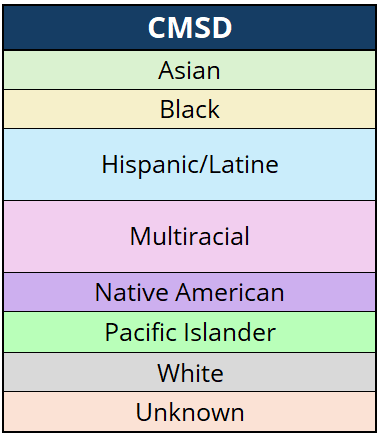 CMSD
Asian
Black
Hispanic/Latine
Multiracial
Native American
Pacific Islander
White
Unknown